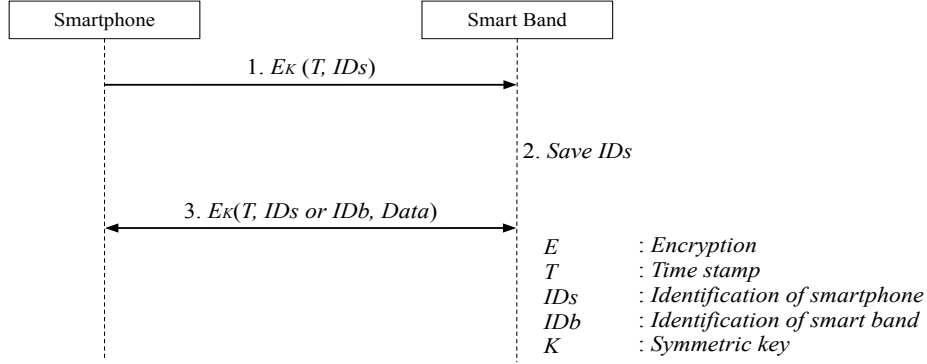 Smartphone
Smart Band
1. EK (T, IDs)
2. Save IDs
3. EK(T, IDs or IDb, Data)
E : Encryption
T : Time stamp
IDs : Identification of smartphone
IDb : Identification of smart band
K : Symmetric key